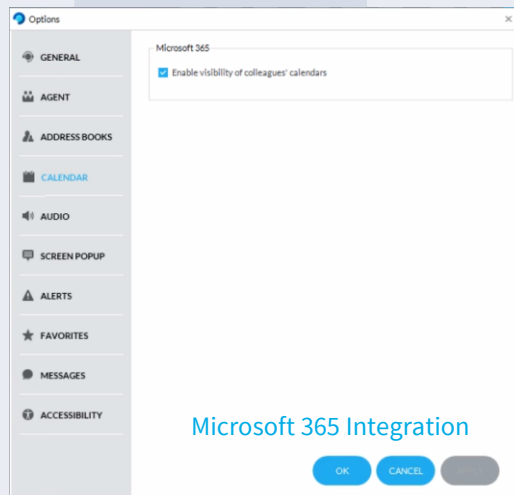 Options
GENERAL
AGENT
ADDRESS BOOKS
CALENDAR
AUDIO
SCREEN POPUP
ALERTS
FAVORITES
MESSAGES
ACCESSIBILITY
Microsoft 365
Enable visibility of colleagues' calendars
Microsoft 365 Integration
OK
CANCEL